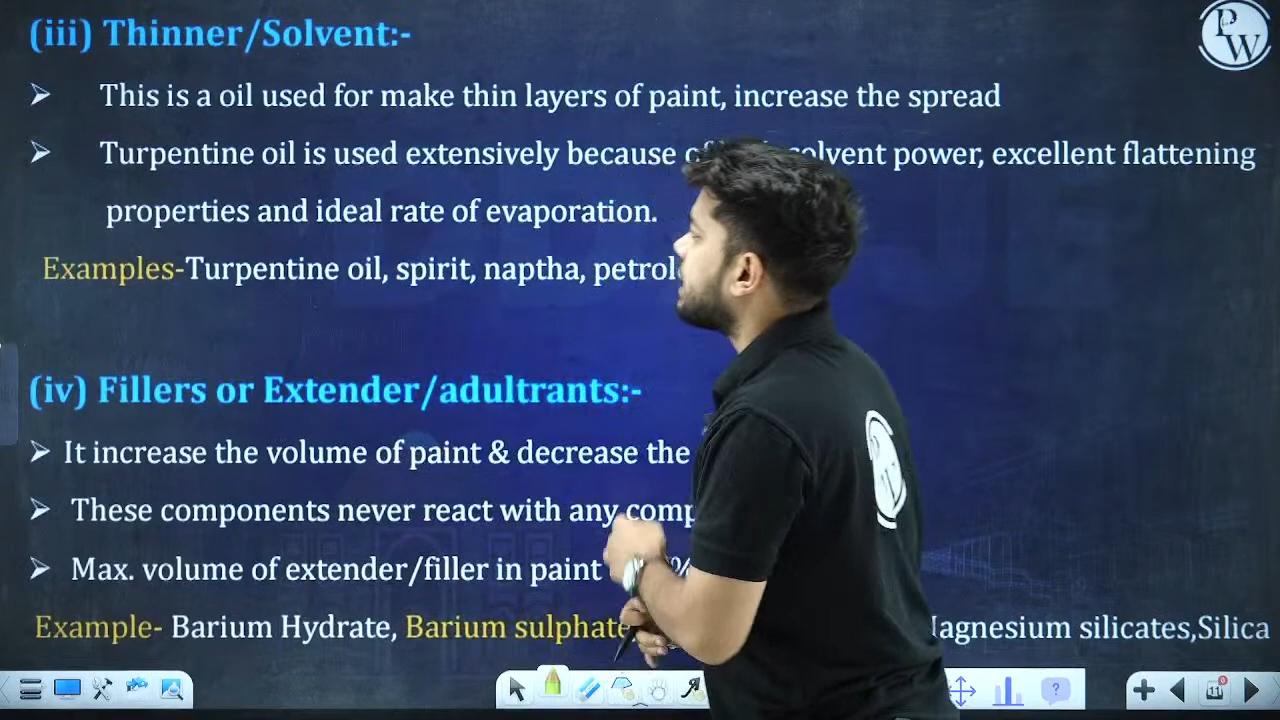 (iii) Thinner/Solvent:-
PW
➢ This is a oil used for make thin layers of paint, increase the spread
➢ Turpentine oil is used extensively because solvent power, excellent flattening
properties and ideal rate of evaporation.
Examples-Turpentine oil, spirit, naptha,
(iv) Fillers or Extender/adultrants:-
➢ It increase the volume of paint & decrease the
➢ These components never react with any
➢ Max. volume of extender/filler in paint
Example- Barium Hydrate, Barium sulphate, Magnesium silicates,Silica
11